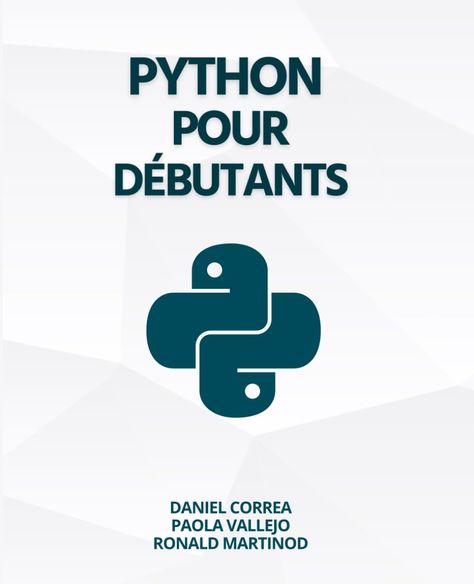 PYTHON
POUR
DÉBUTANTS
DANIEL CORREA
PAOLA VALLEJO
RONALD MARTINOD